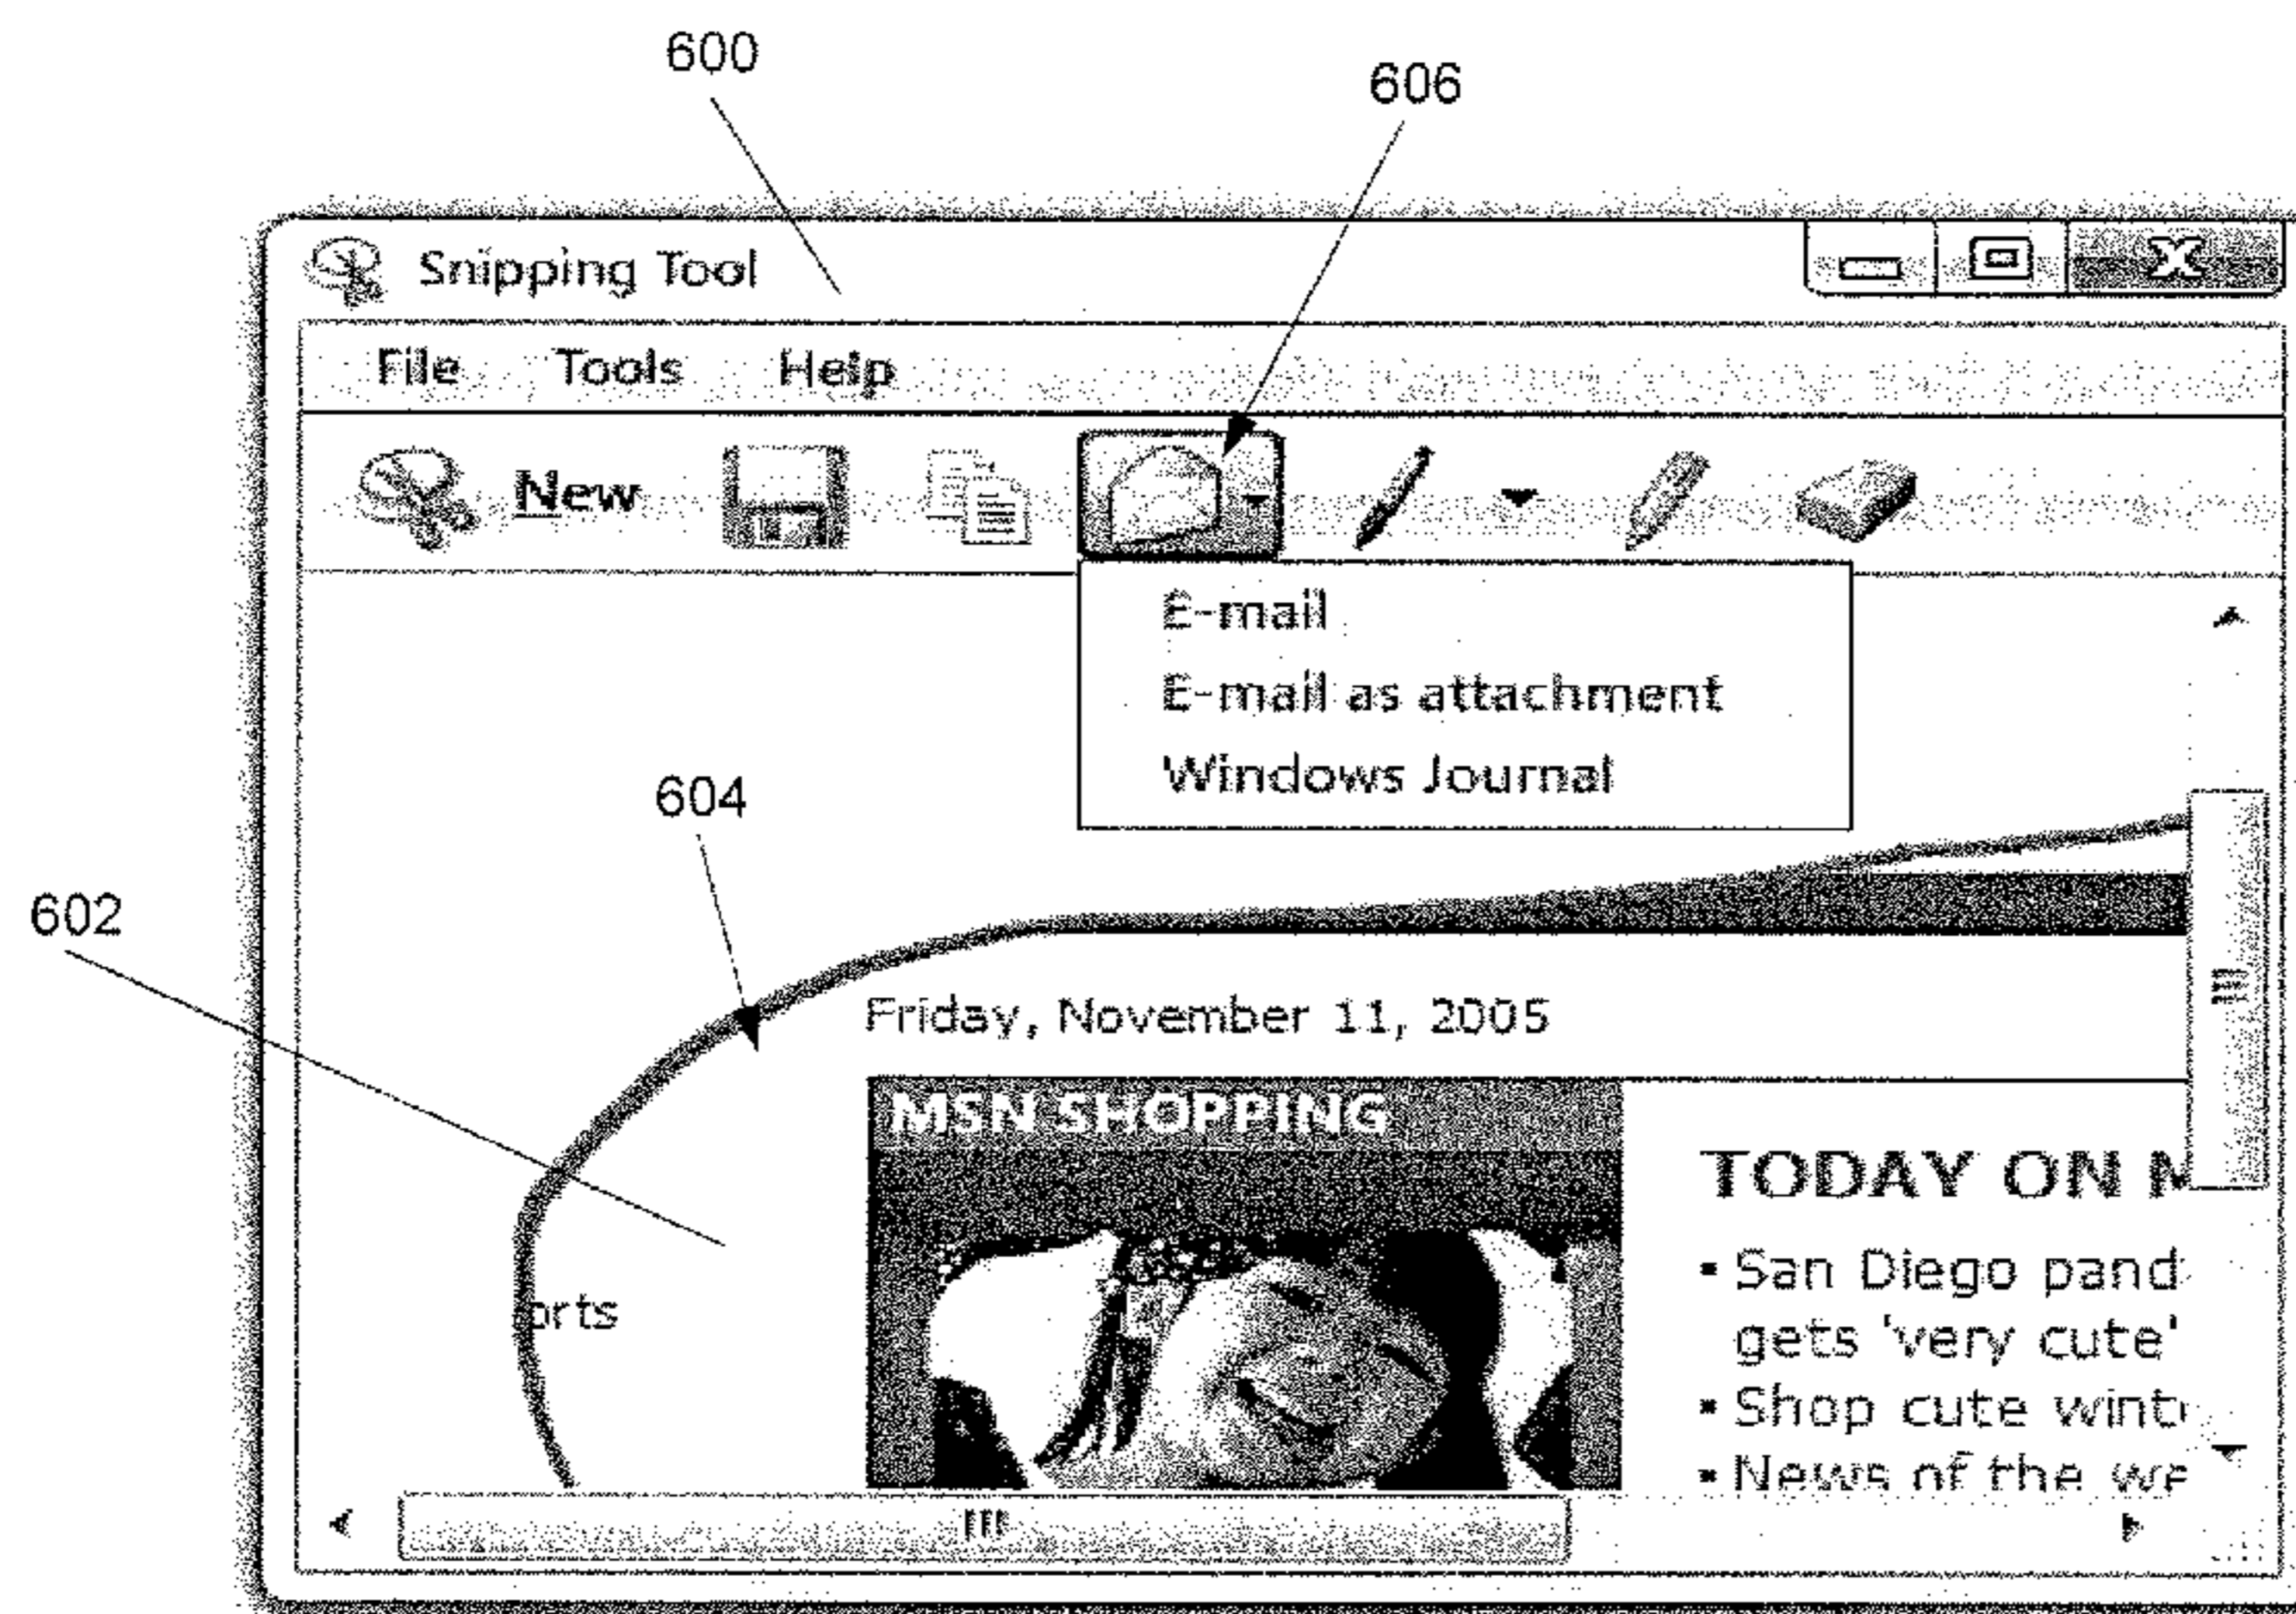 600
606
Snipping Tool
File Tools Help
New
E-mail
E-mail as attachment
Windows Journal
604
602
Friday, November 11, 2005
MSN SHOPPING
TODAY ON M
▪ San Diego pand
gets 'very cute'
orts
▪ Shop cute wint
▪ News of the we